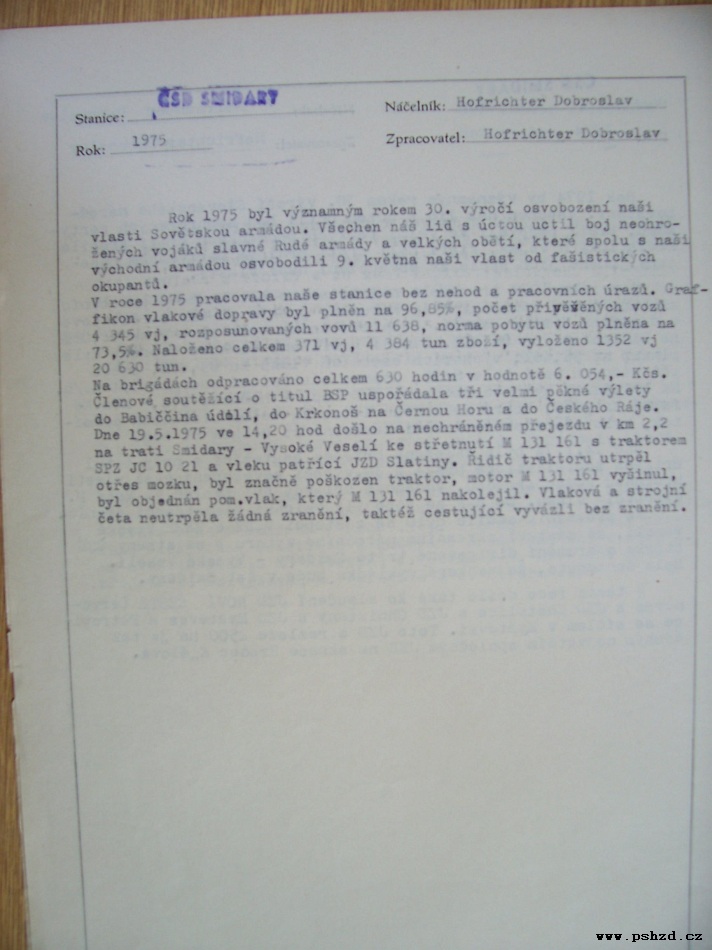 Stanice: ČSD SMIDARY
Náčelník: Hofrichter Dobroslav
Rok: 1975
Zpracovatel: Hofrichter Dobroslav
Rok 1975 byl významným rokem 30. výročí osvobození naši
vlasti Sovětskou armádou. Všechen náš lid s úctou uctil boj neohro-
žených vojáků slavné Rudé armády a velkých obětí, které spolu s naši
východní armádou osvobodili 9. května naši vlast od fašistických
okupantů.
V roce 1975 pracovala naše stanice bez nehod a pracovních úrazů. Graf-
fikon vlakové dopravy byl plněn na 96,85%, počet přivěěných vozů
4 345 vj, rozposunovaných vovů 11 638, norma pobytu vozů plněna na
73,5%. Naloženo celkem 371 vj, 4 384 tun zboží, vyloženo 1352 vj
20 630 tun.
Na brigádách odpracováno celkem 630 hodin v hodnotě 6. 054,- Kčs.
Členové soutěžící o titul BSP uspořádala tři velmi pěkné výlety
do Babiččina údálí, do Krkonoš na Černou Horu a do Českého Ráje.
Dne 19.5.1975 ve 14,20 hod došlo na nechráněném přejezdu v km 2,2
na trati Smidary - Vysoké Veselí ke střetnutí M 131 161 s traktorem
SPZ JC 10 21 a vleku patřící JZD Slatiny. Řidič traktoru utrpěl
otřes mozku, byl značně poškozen traktor, motor M 131 161 vyšinul,
byl objednán pom.vlak, který M 131 161 nakolejil. Vlaková a strojní
četa neutrpěla žádná zranění, taktéž cestující vyvázli bez zranění.
www.pshzd.cz